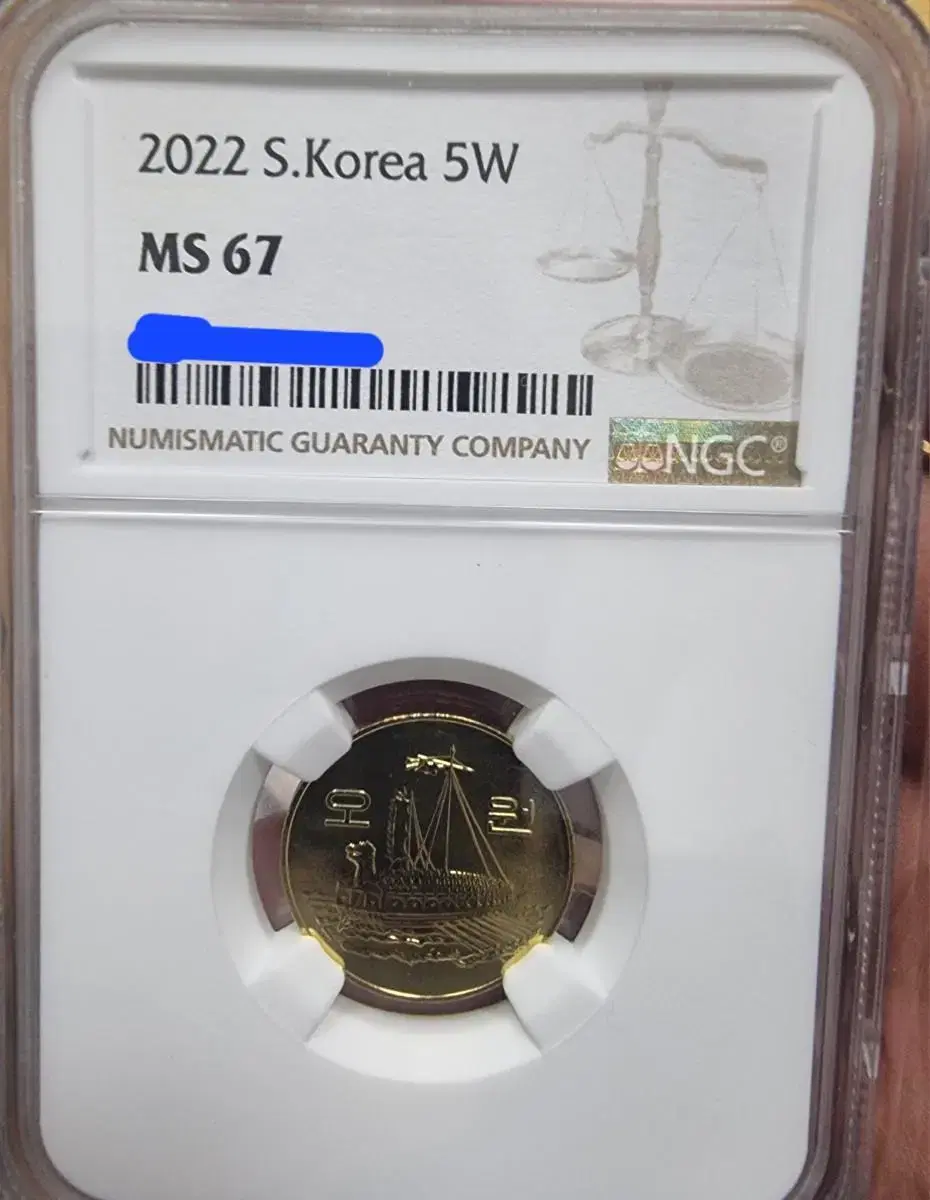 2022 S.Korea 5W
MS 67
NUMISMATIC GUARANTY COMPANY
NGC®
오 원